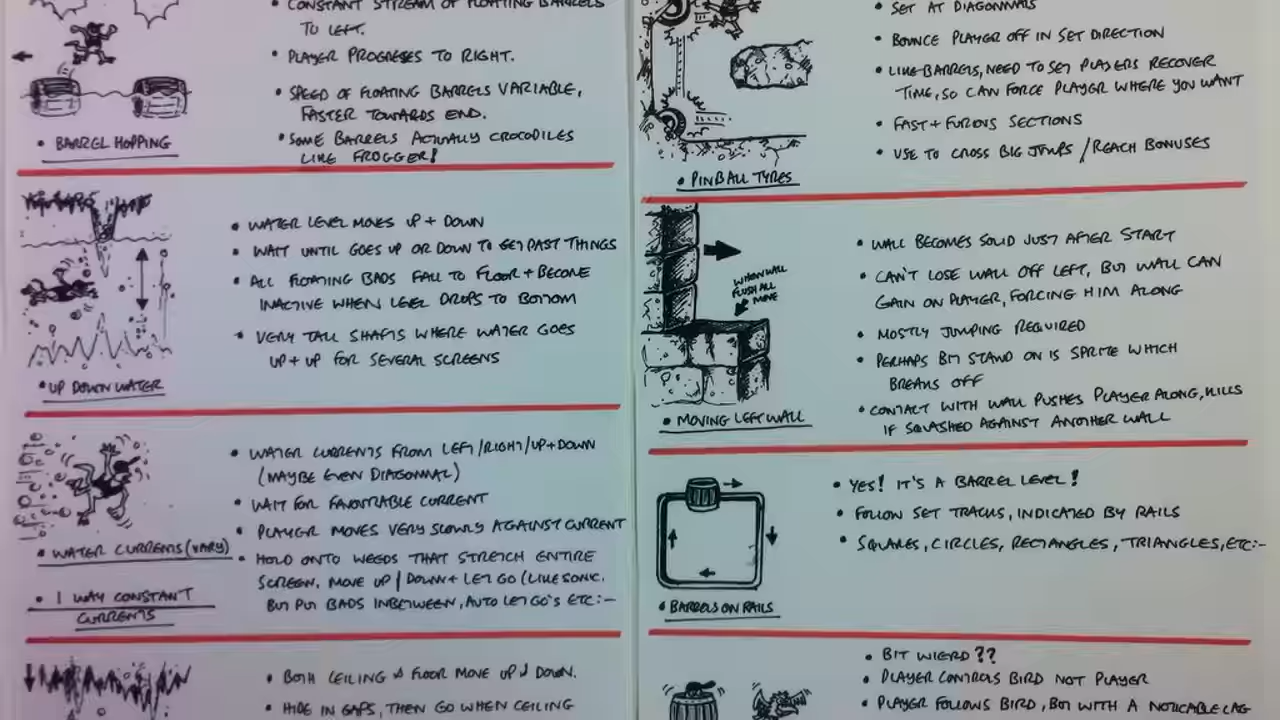 • CONSTANT STREAM OF FLOATING BARRELS
TO LEFT.
• PLAYER PROGRESES TO RIGHT.
• SPEED OF FLOATING BARRELS VARIABLE,
FASTER TOWARDS END.
• SOME BARRELS ACTUALLY CROCODILES
LIKE FROGGER!
• BARREL HOPPING
• WATER LEVEL MOVES UP + DOWN
• WAIT UNTIL GOES UP OR DOWN TO GET PAST THINGS
• ALL FLOATING BADS FALL TO FLOOR + BECOME
INACTIVE WHEN LEVEL DROPS TO BOTTOM
• VERY TALL SHAFTS WHERE WATER GOES
UP + UP FOR SEVERAL SCREENS
• UP DOWN WATER
• WATER CURRENTS FROM LEFT/RIGHT/UP+DOWN
(MAYBE EVEN DIAGONNAL)
• WAIT FOR FAVOURABLE CURRENT
• PLAYER MOVES VERY SLOWLY AGAINST CURRENT
• HOLD ONTO WEEDS THAT STRETCH ENTIRE
SCREEN. MOVE UP/DOWN + LET GO (LIKE SONIC.
BUT PUT BADS INBETWEEN, AUTO LET GO'S ETC:-
• WATER CURRENTS (VARY)
• 1 WAY CONSTANT
CURRENTS
• BOTH CEILING & FLOOR MOVE UP & DOWN.
• HIDE IN GAPS, THEN GO WHEN CEILING
• SET AT DIAGONNALS
• BOUNCE PLAYER OFF IN SET DIRECTION
• LIKE BARRELS, NEED TO SET PLAYERS RECOVER
TIME, SO CAN FORCE PLAYER WHERE YOU WANT
• FAST + FURIOUS SECTIONS
• USE TO CROSS BIG JUMPS / REACH BONUSES
• PINBALL TYRES
• WALL BECOMES SOLID JUST AFTER START
• CAN'T LOSE WALL OFF LEFT, BUT WALL CAN
GAIN ON PLAYER, FORCING HIM ALONG
• MOSTLY JUMPING REQUIRED
• PERHAPS BIT STAND ON IS SPRITE WHICH
BREAKS OFF
• CONTACT WITH WALL PUSHES PLAYER ALONG, KILLS
IF SQUASHED AGAINST ANOTHER WALL
WHEN WALL
FLUSH ALL
MOVE
• MOVING LEFT WALL
• YES! IT'S A BARREL LEVEL!
• FOLLOW SET TRACKS, INDICATED BY RAILS
• SQUARES, CIRCLES, RECTANGLES, TRIANGLES, ETC:-
• BARRELS ON RAILS
• BIT WIERD??
• PLAYER CONTROLS BIRD NOT PLAYER
• PLAYER FOLLOWS BIRD, BUT WITH A NOTICABLE LAG